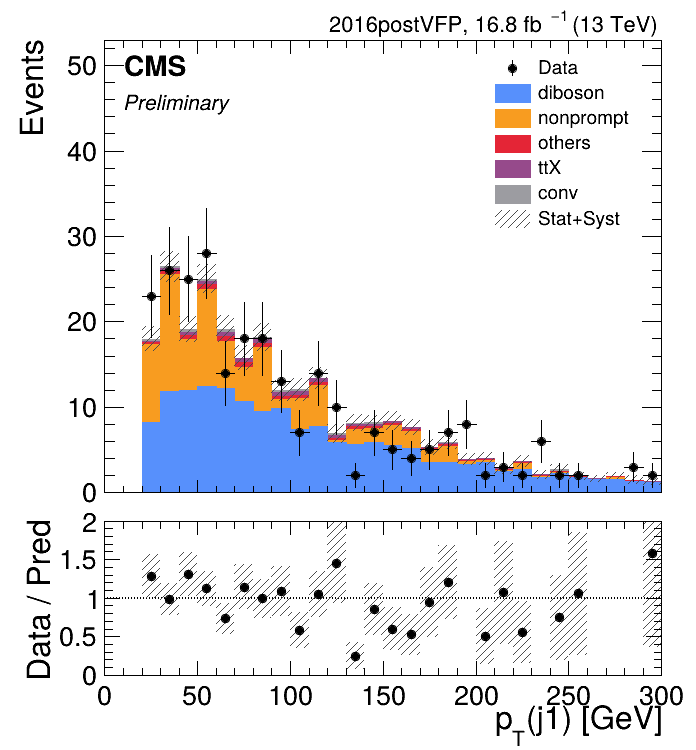 2016postVFP, 16.8 fb⁻¹ (13 TeV)
Events
50
40
30
20
10
0
CMS
Preliminary
Data
diboson
nonprompt
others
ttX
conv
Stat+Syst
Data / Pred
2
1.5
1
0.5
0
0 50 100 150 200 250 300
p_T(j1) [GeV]